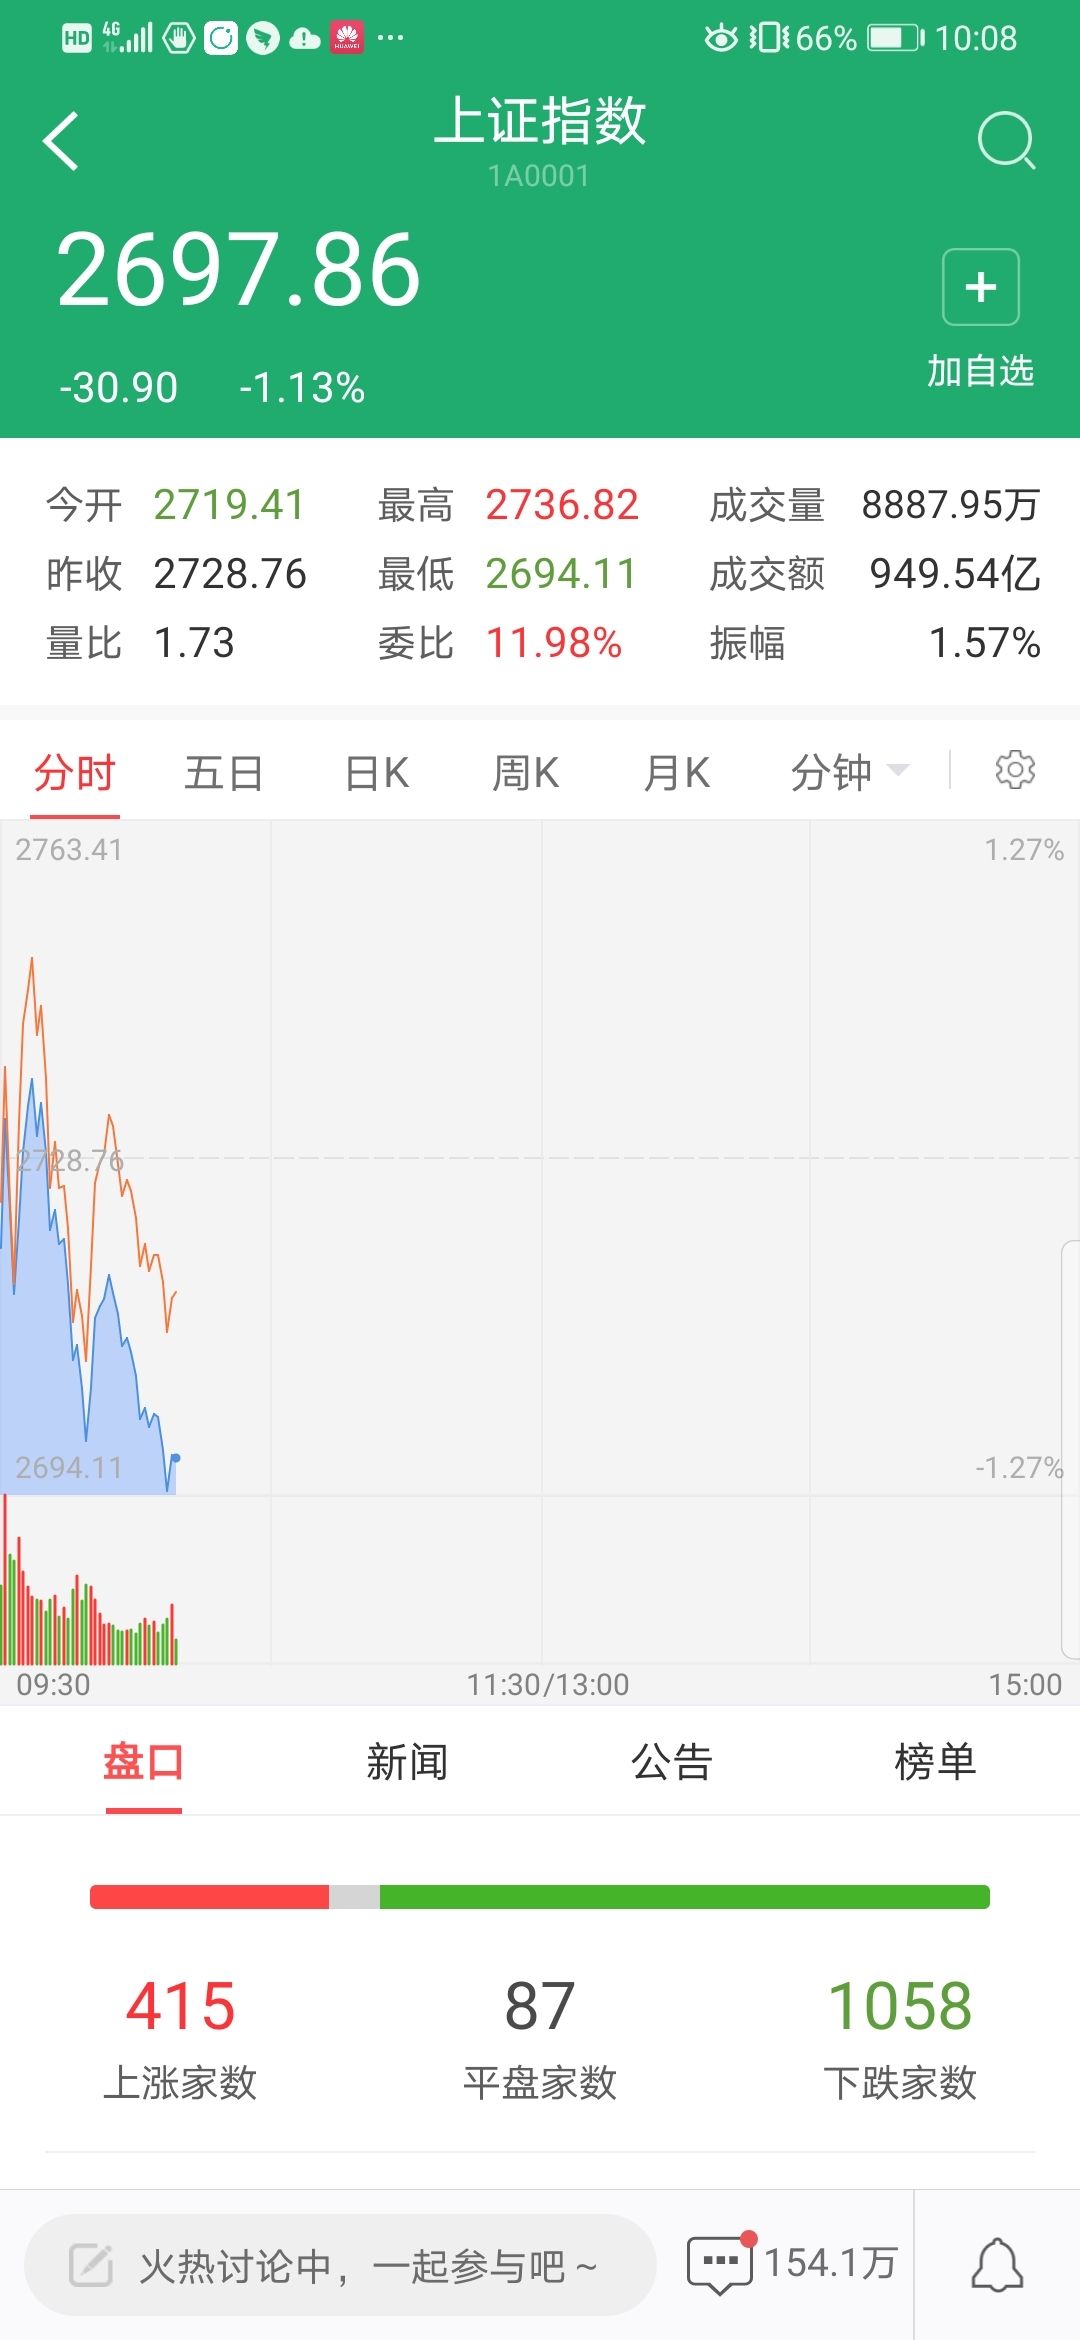 HD 4G HUAWEI ... 66% 10:08
上证指数
1A0001
2697.86
-30.90 -1.13%
+
加自选
今开 2719.41 最高 2736.82 成交量 8887.95万
昨收 2728.76 最低 2694.11 成交额 949.54亿
量比 1.73 委比 11.98% 振幅 1.57%
分时 五日 日K 周K 月K 分钟
2763.41 1.27%
2728.76
2694.11 -1.27%
09:30 11:30/13:00 15:00
盘口 新闻 公告 榜单
415 87 1058
上涨家数 平盘家数 下跌家数
火热讨论中，一起参与吧～ 154.1万